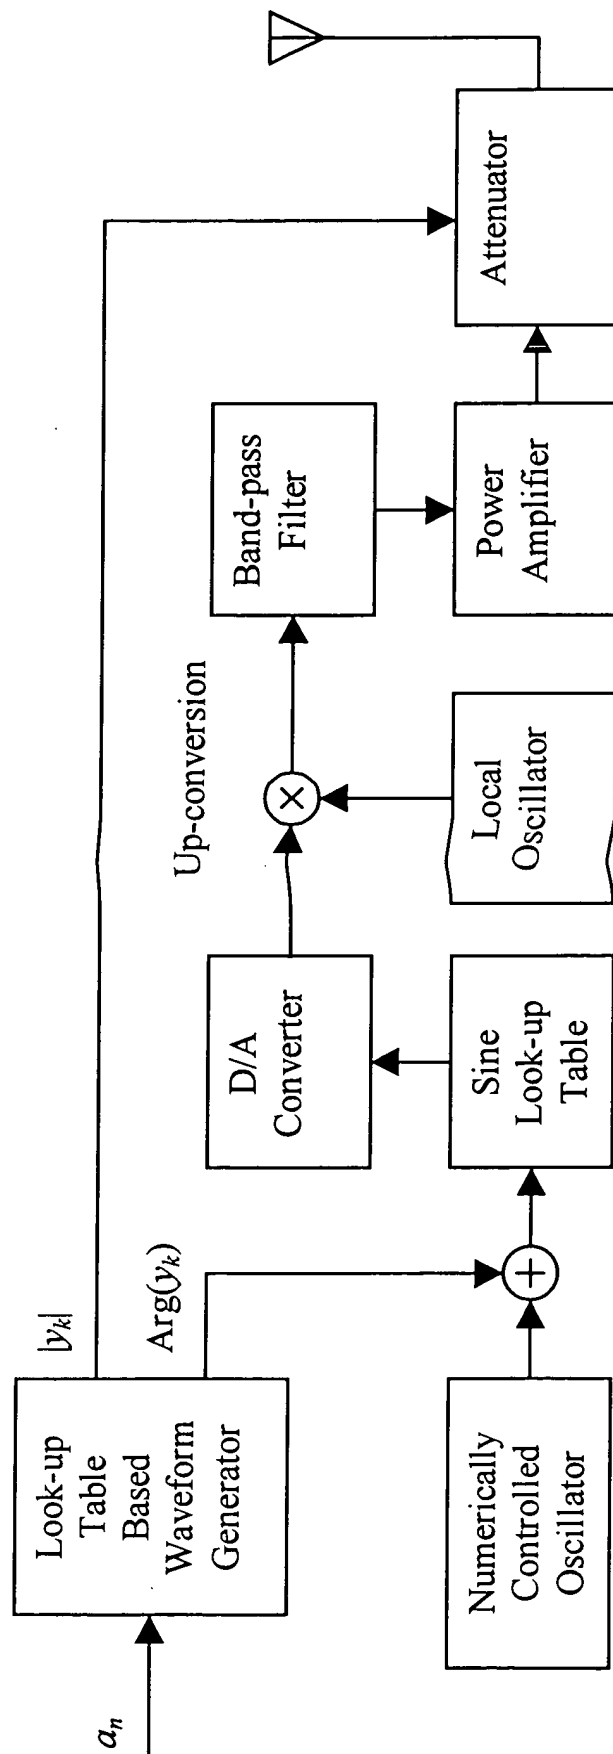 a_n
Look-up
Table
Based
Waveform
Generator
|y_k|
Arg(y_k)
Numerically
Controlled
Oscillator
+
Sine
Look-up
Table
D/A
Converter
Up-conversion
×
Local
Oscillator
Band-pass
Filter
Power
Amplifier
Attenuator